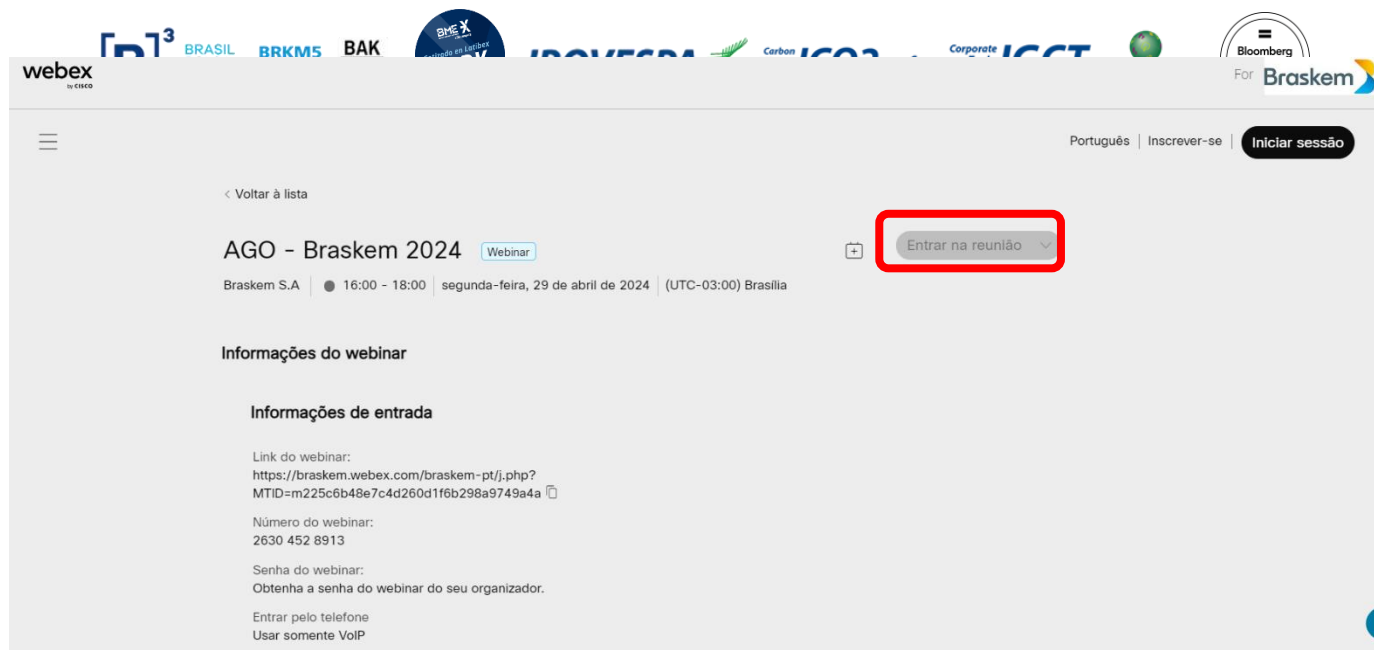 [B]³ BRASIL
BRKM5
BAK
BME X
Carbon
Corporate
Bloomberg
webex
by CISCO
For Braskem
Português | Inscrever-se | Iniciar sessão
< Voltar à lista
AGO - Braskem 2024 Webinar
Entrar na reunião
Braskem S.A | 16:00 - 18:00 | segunda-feira, 29 de abril de 2024 | (UTC-03:00) Brasília
Informações do webinar
Informações de entrada
Link do webinar:
https://braskem.webex.com/braskem-pt/j.php?
MTID=m225c6b48e7c4d260d1f6b298a9749a4a
Número do webinar:
2630 452 8913
Senha do webinar:
Obtenha a senha do webinar do seu organizador.
Entrar pelo telefone
Usar somente VoIP